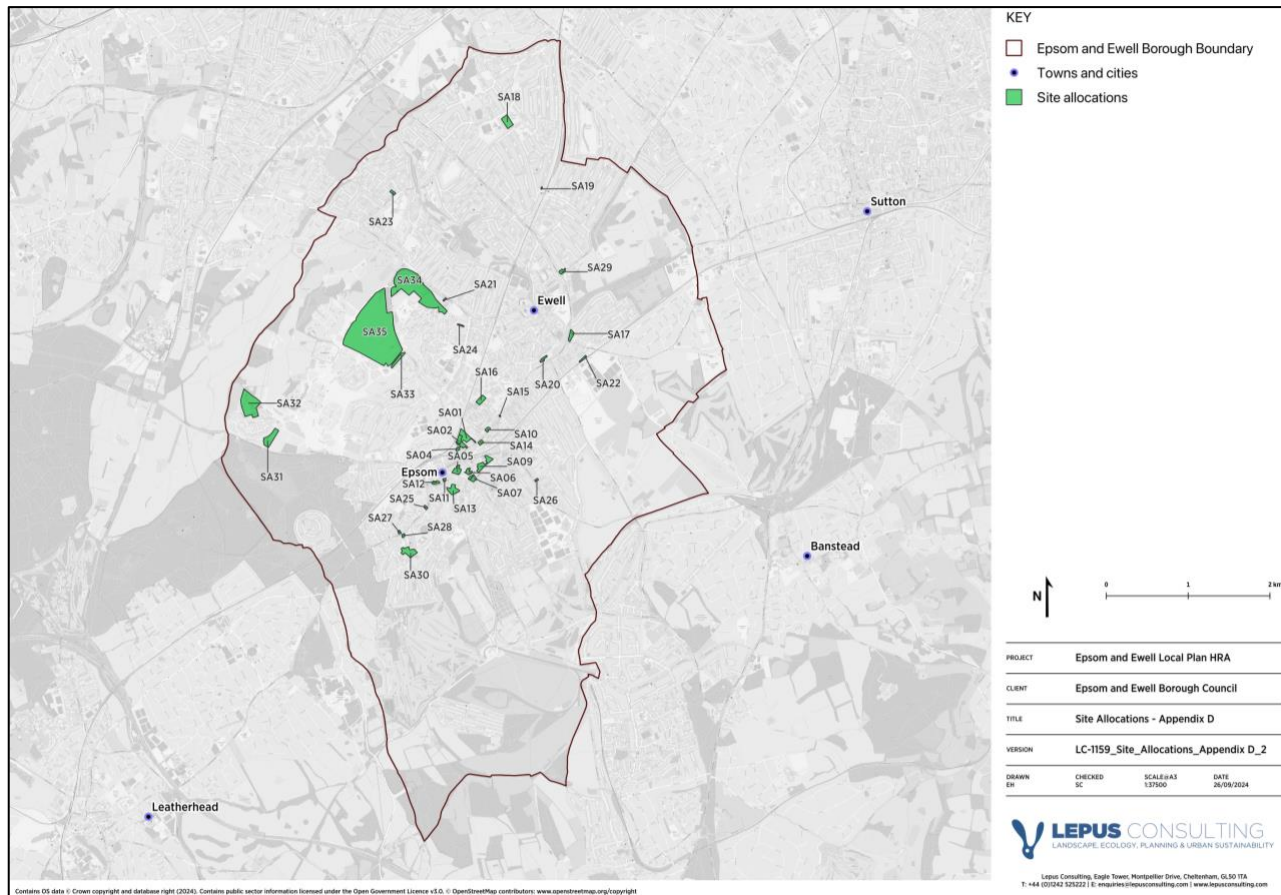 KEY
Epsom and Ewell Borough Boundary
Towns and cities
Site allocations
SA18
SA19
Sutton
SA23
SA29
SA34
SA21
Ewell
SA35
SA24
SA17
SA33
SA16
SA20
SA22
SA32
SA15
SA01
SA02
SA10
SA14
SA04
SA05
SA09
SA31
Epsom
SA06
SA12
SA07
SA26
SA25
SA11
SA13
SA27
SA28
SA30
Banstead
Leatherhead
N
0 1 2 km
PROJECT Epsom and Ewell Local Plan HRA
CLIENT Epsom and Ewell Borough Council
TITLE Site Allocations - Appendix D
VERSION LC-1159_Site_Allocations_Appendix D_2
DRAWN CHECKED SCALE@A3 DATE
EH SC 1:37500 26/09/2024
LEPUS CONSULTING
LANDSCAPE, ECOLOGY, PLANNING & URBAN SUSTAINABILITY
Lepus Consulting, Eagle Tower, Montpellier Drive, Cheltenham, GL50 1TA
T: +44 (0)1242 525222 | E: enquiries@lepusconsulting.com | www.lepusconsulting.com
Contains OS data © Crown copyright and database right (2024). Contains public sector information licensed under the Open Government Licence v3.0. © OpenStreetMap contributors: www.openstreetmap.org/copyright